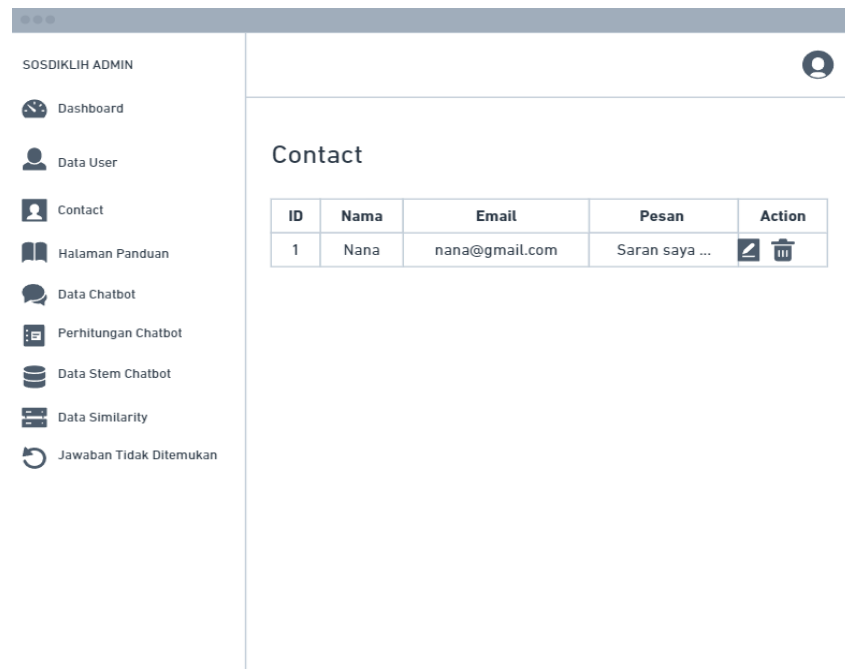 SOSDIKLIH ADMIN
Dashboard
Data User
Contact
Halaman Panduan
Data Chatbot
Perhitungan Chatbot
Data Stem Chatbot
Data Similarity
Jawaban Tidak Ditemukan
Contact
ID Nama Email Pesan Action
1 Nana nana@gmail.com Saran saya ...